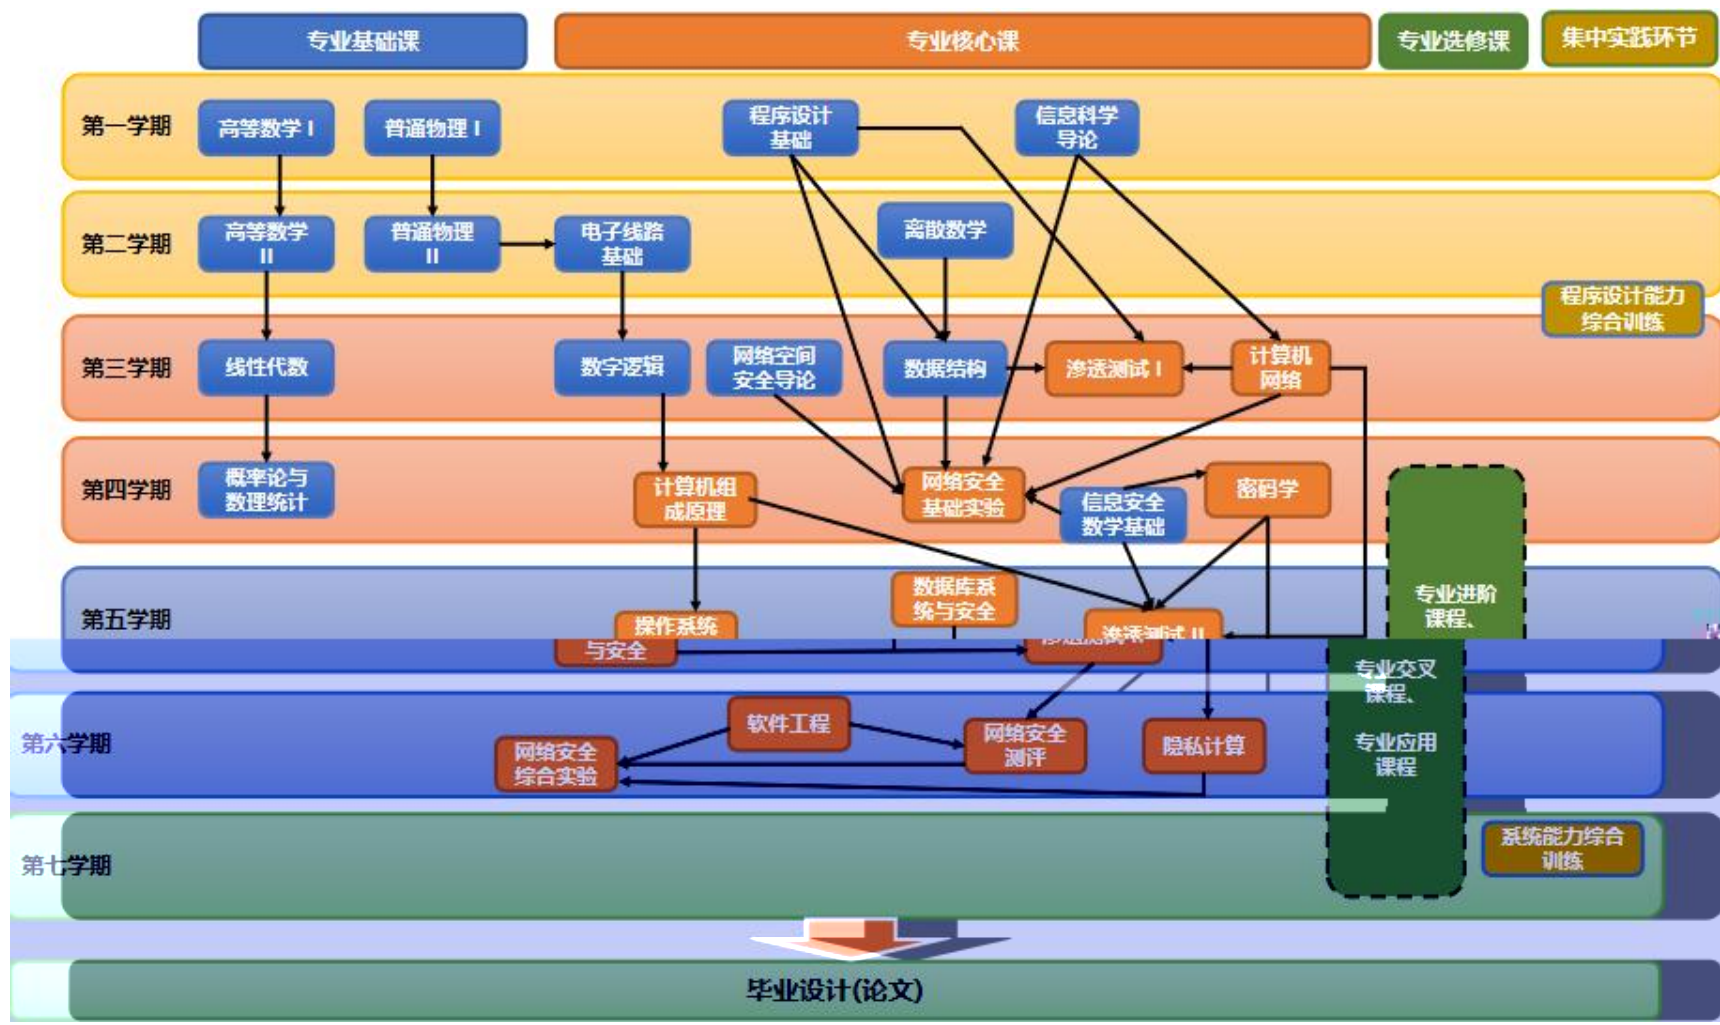 专业基础课
专业核心课
专业选修课
集中实践环节
第一学期
高等数学 I
普通物理 I
程序设计
基础
信息科学
导论
第二学期
高等数学
II
普通物理
II
电子线路
基础
离散数学
程序设计能力
综合训练
第三学期
线性代数
数字逻辑
网络空间
安全导论
数据结构
渗透测试 I
计算机
网络
第四学期
概率论与
数理统计
计算机组
成原理
网络安全
基础实验
信息安全
数学基础
密码学
第五学期
操作系统
与安全
数据库系
统与安全
渗透测试 II
专业进阶
课程、
专业交叉
课程、
专业应用
课程
第六学期
网络安全
综合实验
软件工程
网络安全
测评
隐私计算
第七学期
系统能力综合
训练
毕业设计(论文)